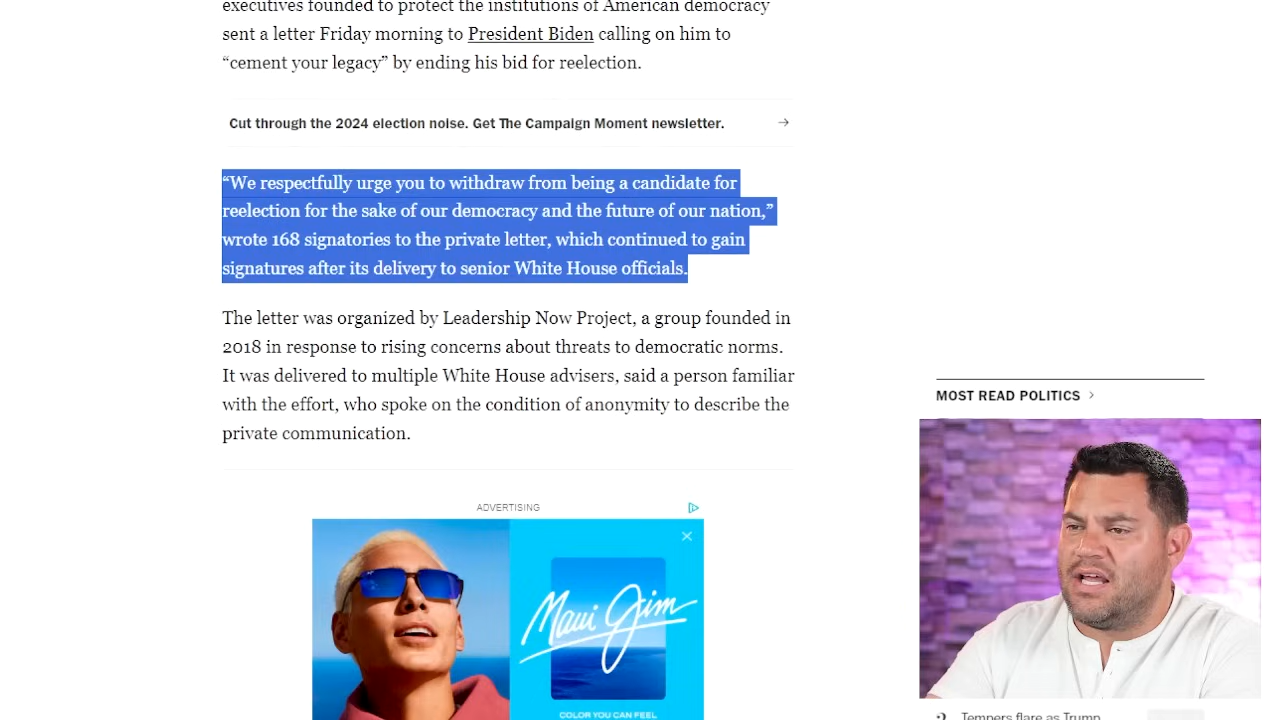 executives founded to protect the institutions of American democracy
sent a letter Friday morning to President Biden calling on him to
“cement your legacy” by ending his bid for reelection.
Cut through the 2024 election noise. Get The Campaign Moment newsletter.
“We respectfully urge you to withdraw from being a candidate for
reelection for the sake of our democracy and the future of our nation,”
wrote 168 signatories to the private letter, which continued to gain
signatures after its delivery to senior White House officials.
The letter was organized by Leadership Now Project, a group founded in
2018 in response to rising concerns about threats to democratic norms.
It was delivered to multiple White House advisers, said a person familiar
with the effort, who spoke on the condition of anonymity to describe the
private communication.
MOST READ POLITICS
ADVERTISING
Maui Jim
COLOR YOU CAN FEEL
Tempers flare as Trump